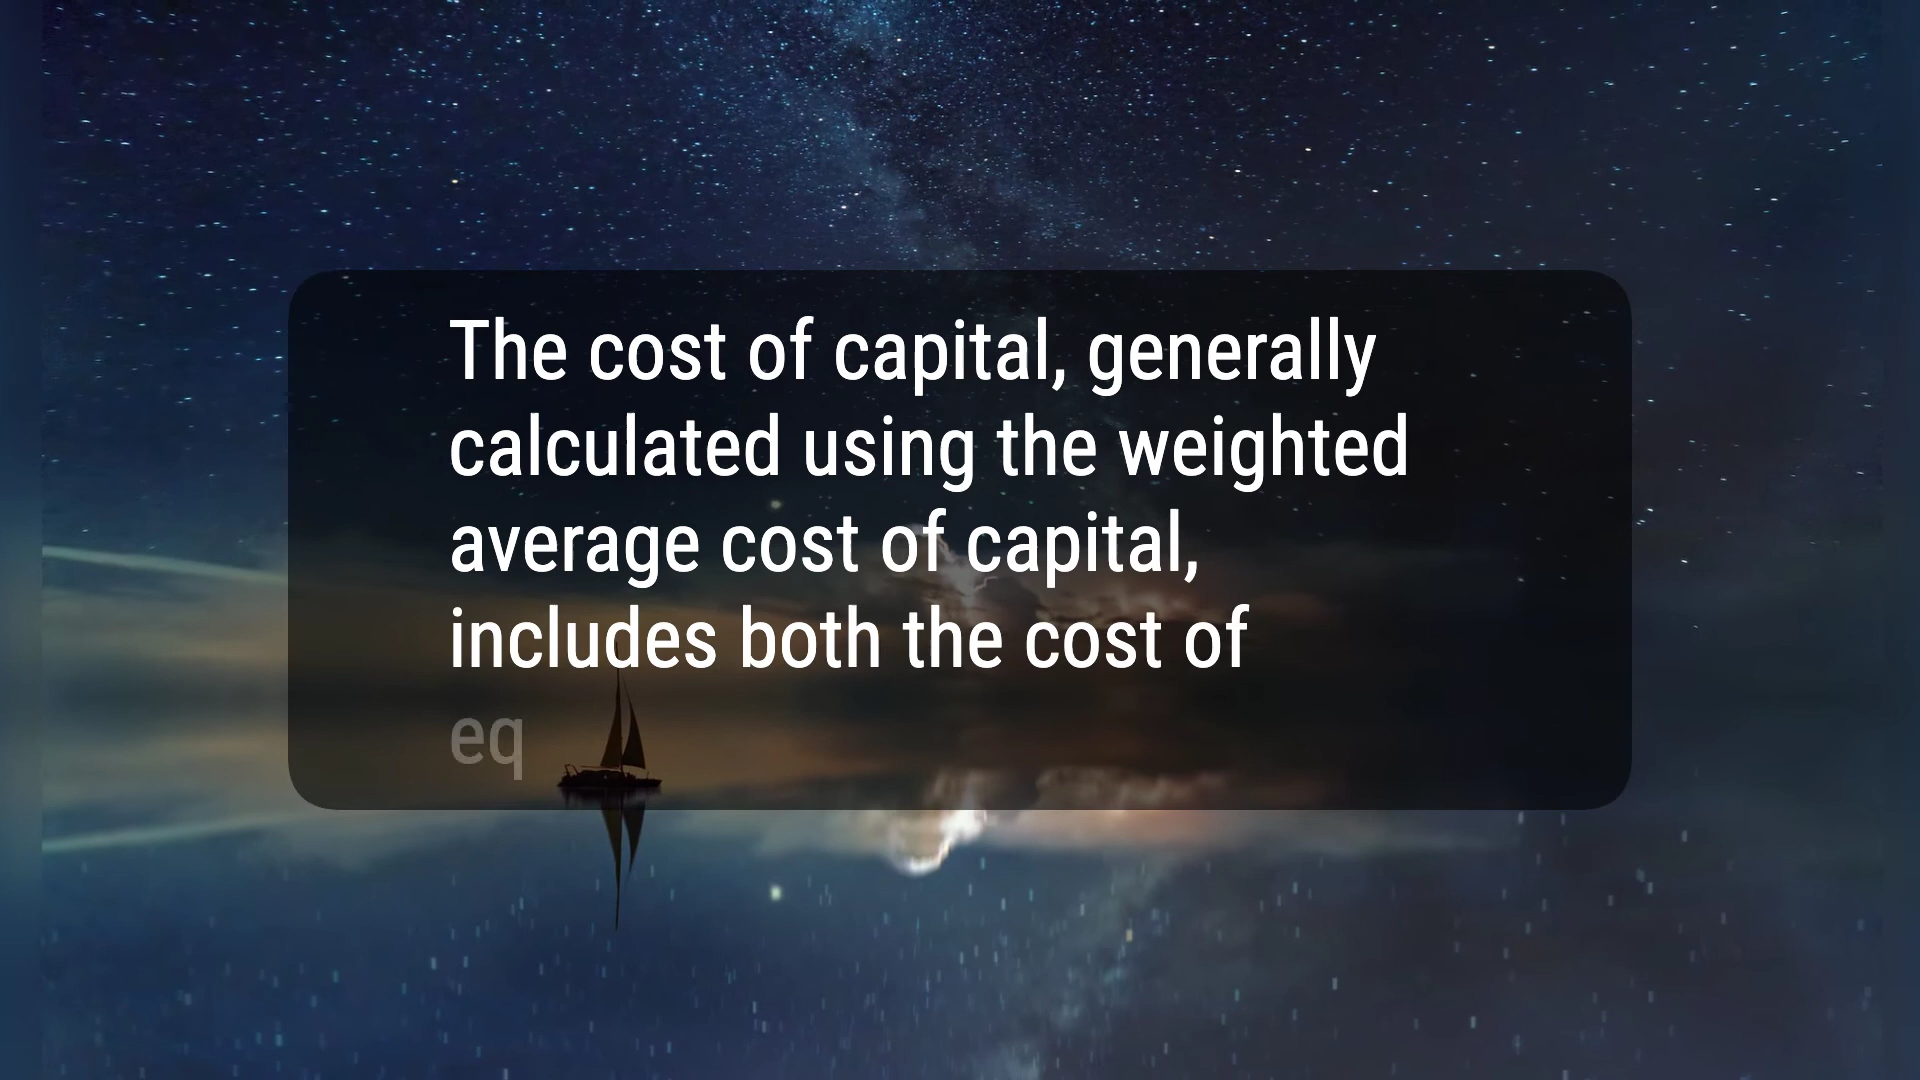 The cost of capital, generally
calculated using the weighted
average cost of capital,
includes both the cost of
eq